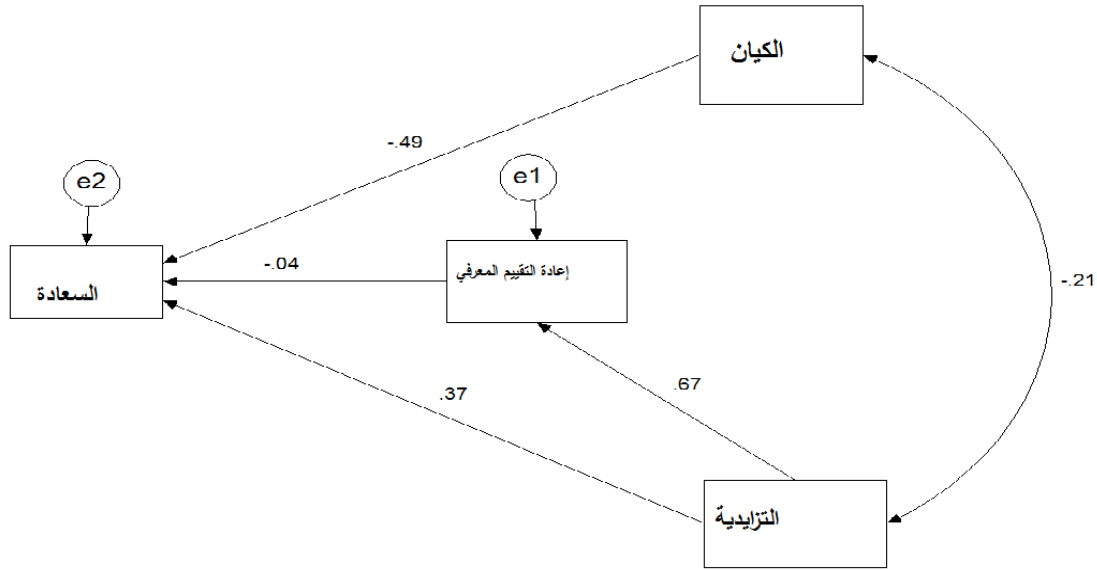 الكيان
-.49
e2
e1
إعادة التقييم المعرفي
-.04
السعادة
-.21
.67
.37
التزايدية